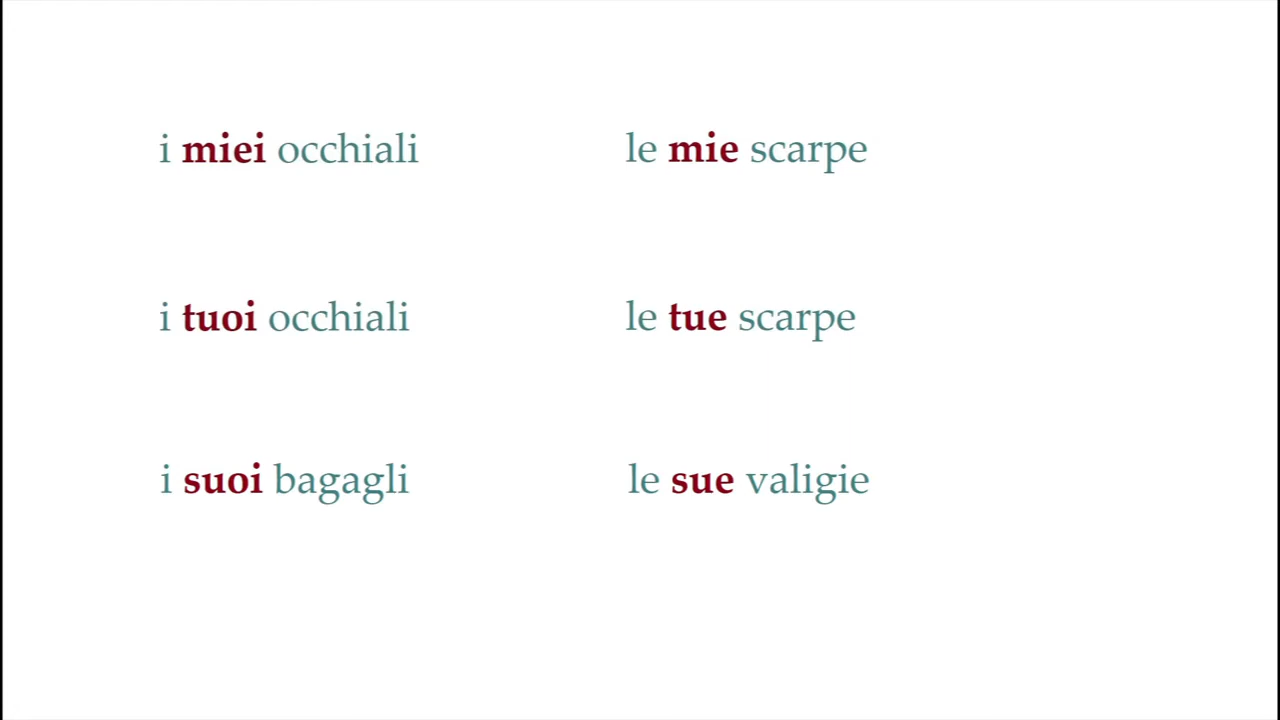 i miei occhiali
le mie scarpe
i tuoi occhiali
le tue scarpe
i suoi bagagli
le sue valigie